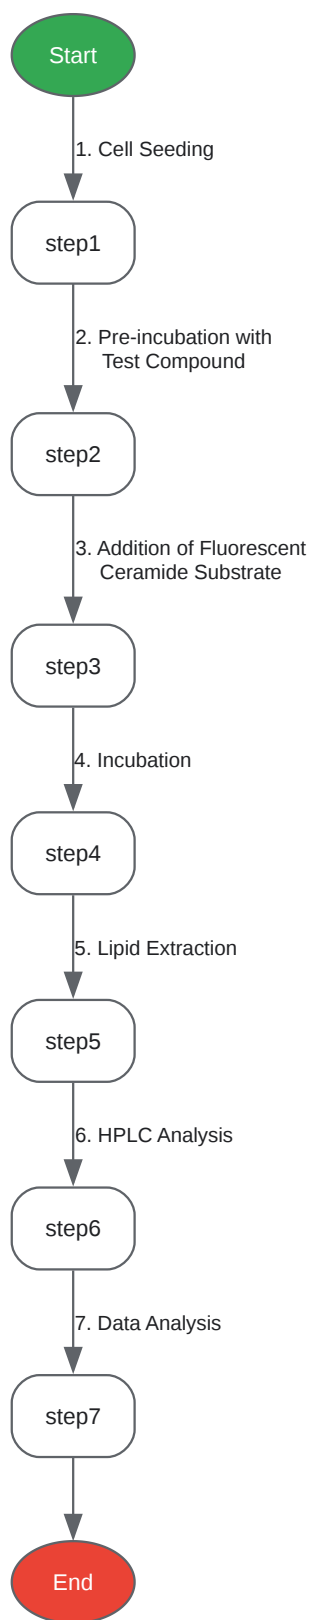 Start
1. Cell Seeding
step1
2. Pre-incubation with
Test Compound
step2
3. Addition of Fluorescent
Ceramide Substrate
step3
4. Incubation
step4
5. Lipid Extraction
step5
6. HPLC Analysis
step6
7. Data Analysis
step7
End